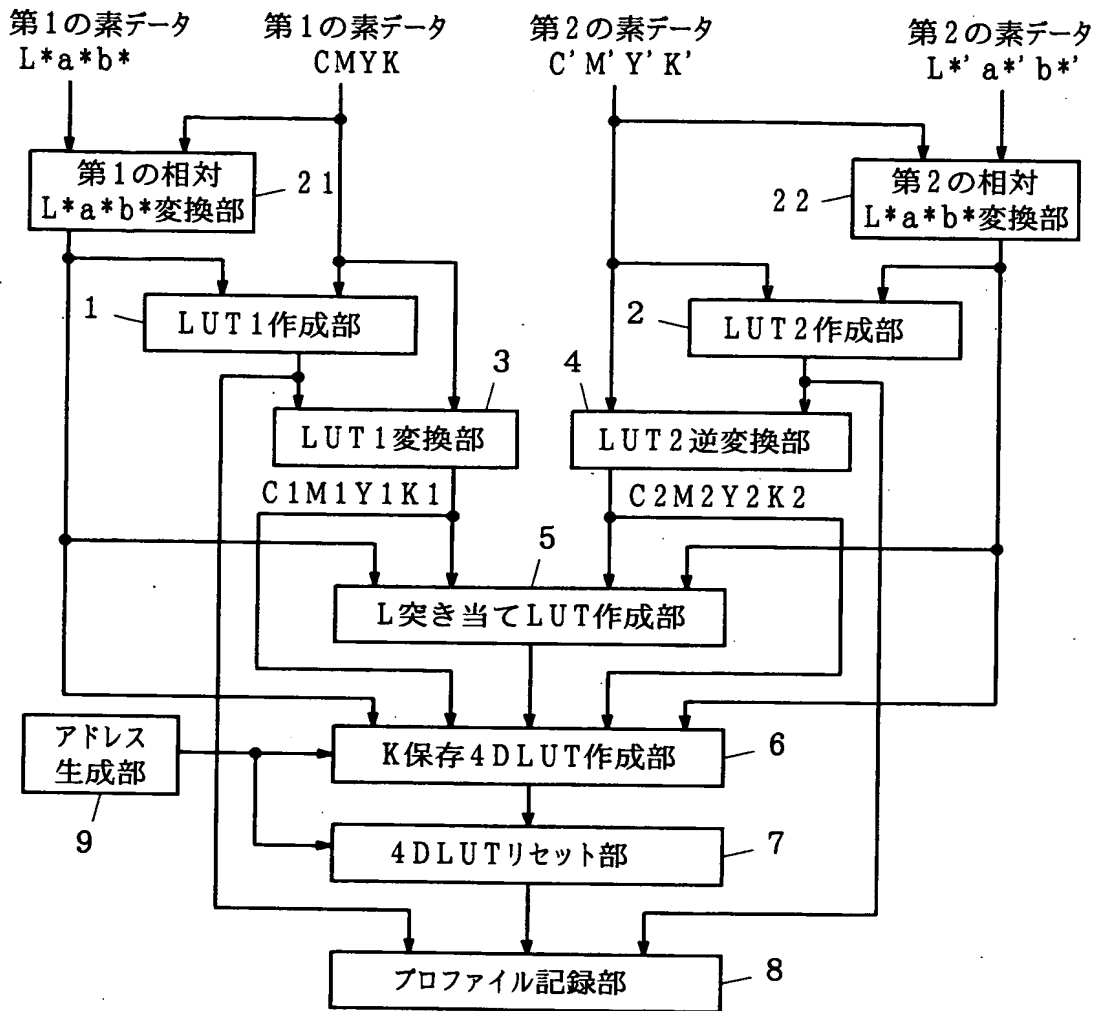 第1の素データ
L*a*b*
第1の素データ
CMYK
第2の素データ
C'M'Y'K'
第2の素データ
L*'a*'b*'
第1の相対
L*a*b*変換部
21
第2の相対
L*a*b*変換部
22
1
LUT1作成部
2
LUT2作成部
3
LUT1変換部
4
LUT2逆変換部
C1M1Y1K1
C2M2Y2K2
5
L突き当てLUT作成部
アドレス
生成部
9
K保存4DLUT作成部
6
4DLUTリセット部
7
プロファイル記録部
8